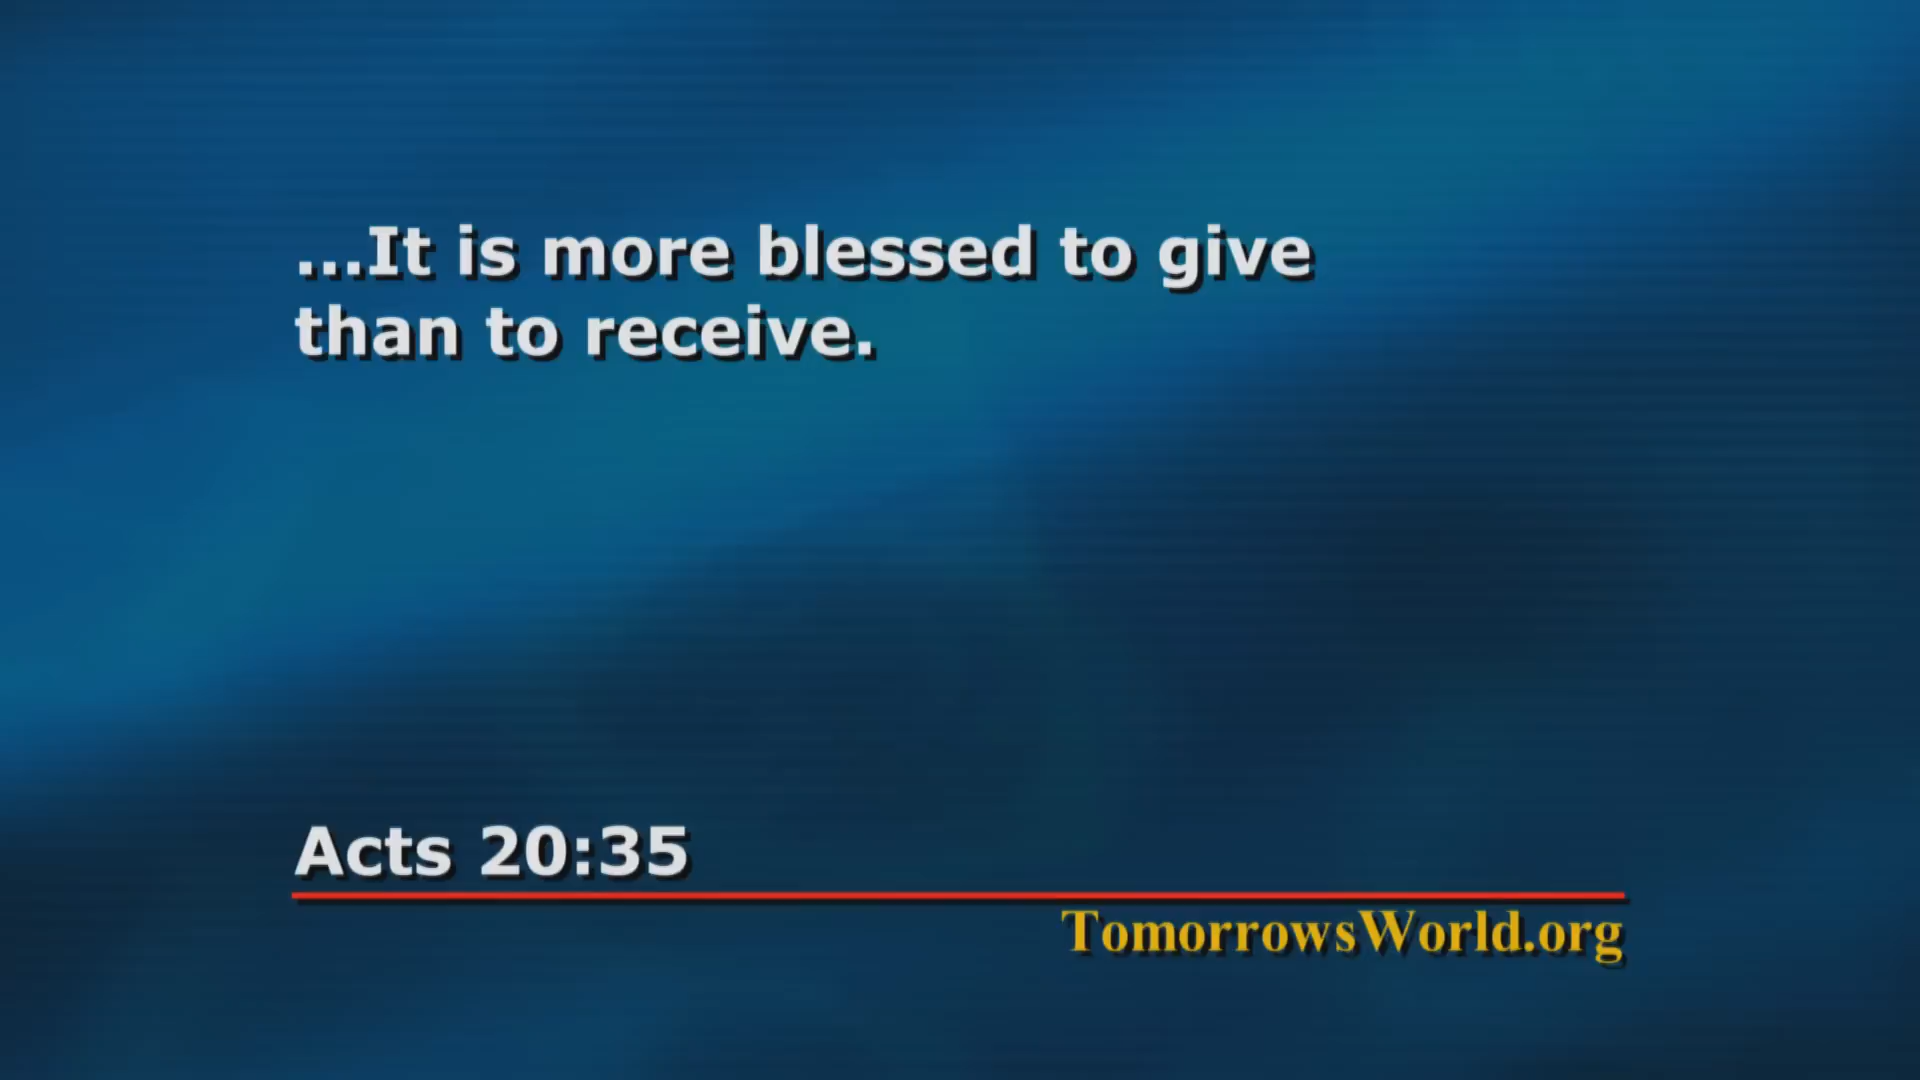 ...It is more blessed to give
than to receive.
Acts 20:35
TomorrowsWorld.org